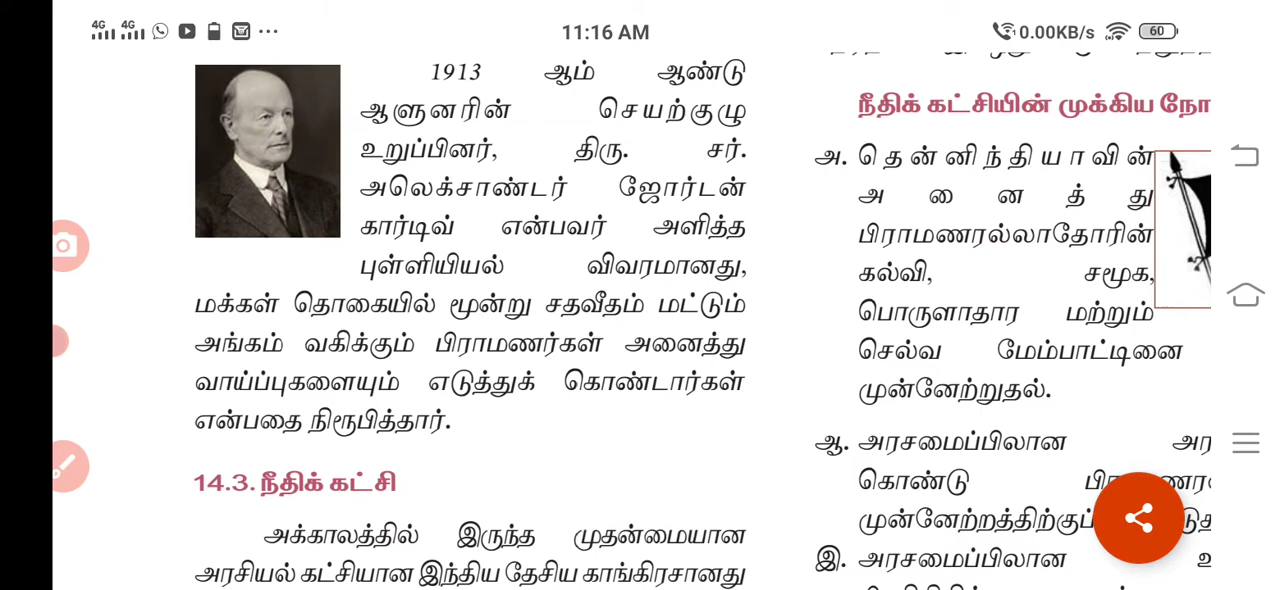 4G 4G ... 11:16 AM 0.00KB/s 60
1913 ஆம் ஆண்டு
ஆளுனரின் செயற்குழு
உறுப்பினர், திரு. சர்.
அலெக்சாண்டர் ஜோர்டன்
கார்டிவ் என்பவர் அளித்த
புள்ளியியல் விவரமானது,
மக்கள் தொகையில் மூன்று சதவீதம் மட்டும்
அங்கம் வகிக்கும் பிராமணர்கள் அனைத்து
வாய்ப்புகளையும் எடுத்துக் கொண்டார்கள்
என்பதை நிரூபித்தார்.
14.3. நீதிக் கட்சி
அக்காலத்தில் இருந்த முதன்மையான
அரசியல் கட்சியான இந்திய தேசிய காங்கிரசானது
நீதிக் கட்சியின் முக்கிய நோ
அ. தென்னிந்தியாவின்
அனைத்து
பிராமணரல்லாதோரின்
கல்வி, சமூக,
பொருளாதார மற்றும்
செல்வ மேம்பாட்டினை
முன்னேற்றுதல்.
ஆ. அரசமைப்பிலான அர
கொண்டு
முன்னேற்றத்திற்குப்
இ. அரசமைப்பிலான உ